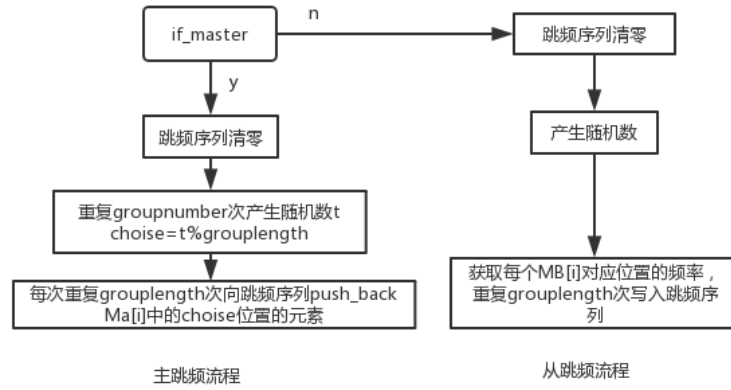 if_master
n
y
跳频序列清零
重复groupnumber次产生随机数t
choise=t%grouplength
每次重复grouplength次向跳频序列push_back
Ma[i]中的choise位置的元素
主跳频流程
跳频序列清零
产生随机数
获取每个MB[i]对应位置的频率，
重复grouplength次写入跳频序
列
从跳频流程